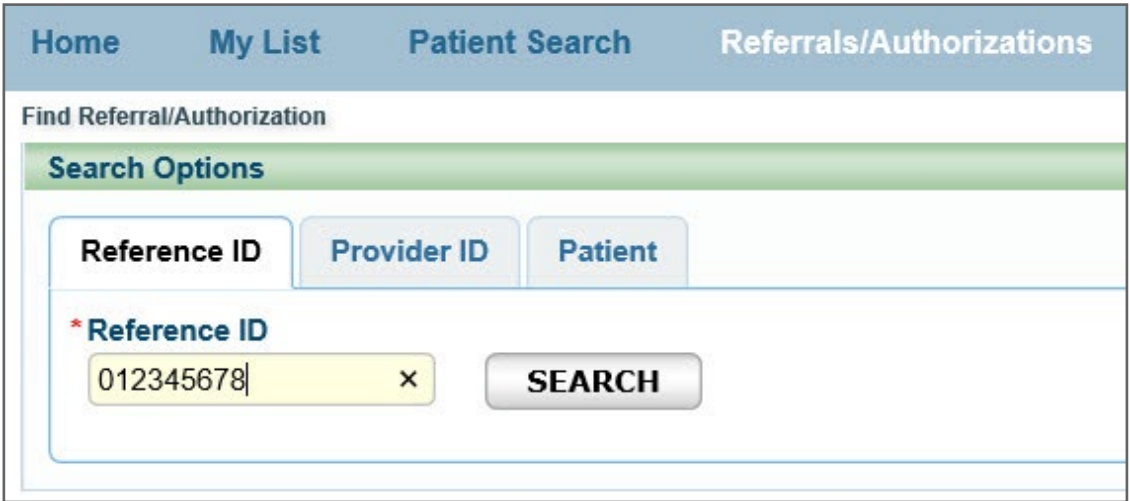 Home My List Patient Search Referrals/Authorizations
Find Referral/Authorization
Search Options
Reference ID Provider ID Patient
* Reference ID
012345678 × SEARCH